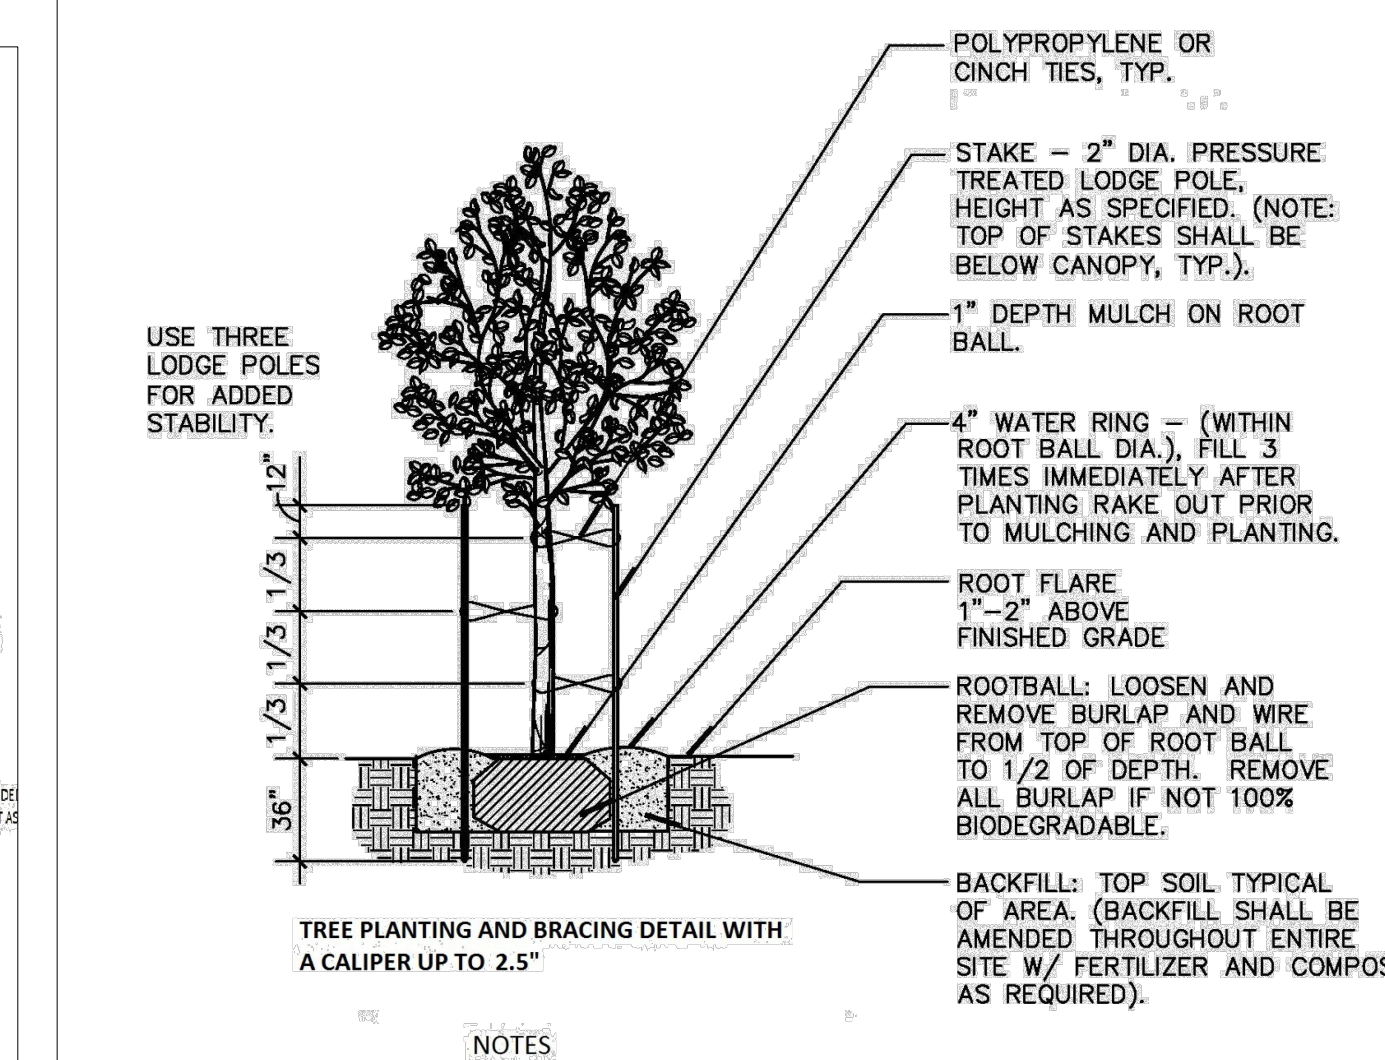 POLYPROPYLENE OR
CINCH TIES, TYP.
STAKE – 2" DIA. PRESSURE
TREATED LODGE POLE,
HEIGHT AS SPECIFIED. (NOTE:
TOP OF STAKES SHALL BE
BELOW CANOPY, TYP.).
1" DEPTH MULCH ON ROOT
BALL.
USE THREE
LODGE POLES
FOR ADDED
STABILITY.
4" WATER RING – (WITHIN
ROOT BALL DIA.), FILL 3
TIMES IMMEDIATELY AFTER
PLANTING RAKE OUT PRIOR
TO MULCHING AND PLANTING.
12"
1/3
1/3
1/3
36"
ROOT FLARE
1"–2" ABOVE
FINISHED GRADE
ROOTBALL: LOOSEN AND
REMOVE BURLAP AND WIRE
FROM TOP OF ROOT BALL
TO 1/2 OF DEPTH. REMOVE
ALL BURLAP IF NOT 100%
BIODEGRADABLE.
BACKFILL: TOP SOIL TYPICAL
OF AREA. (BACKFILL SHALL BE
AMENDED THROUGHOUT ENTIRE
SITE W/ FERTILIZER AND COMPOS
AS REQUIRED).
TREE PLANTING AND BRACING DETAIL WITH
A CALIPER UP TO 2.5"
NOTES